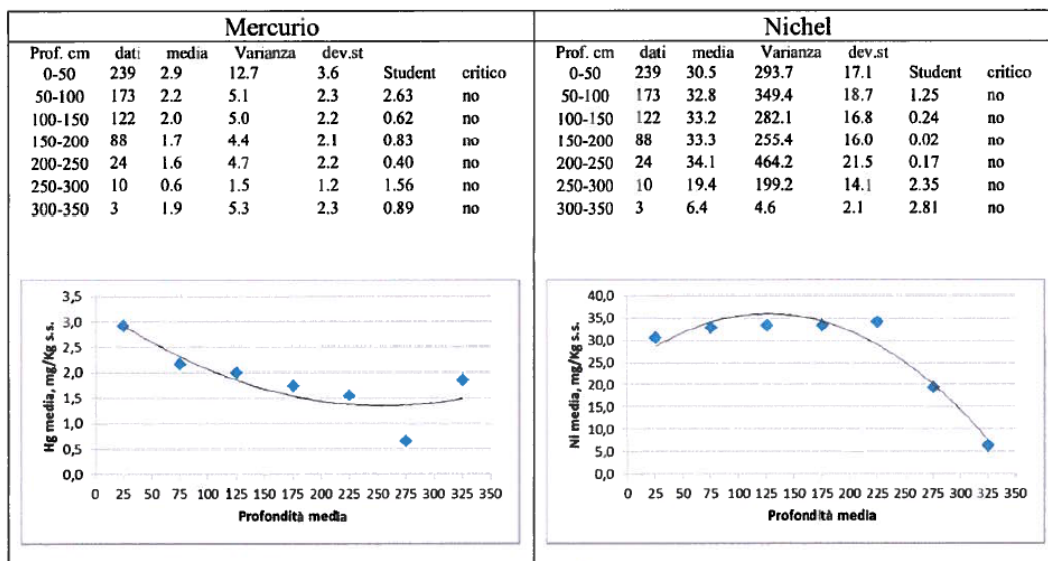 Mercurio
Prof. cm dati media Varianza dev.st
0-50 239 2.9 12.7 3.6 Student critico
50-100 173 2.2 5.1 2.3 2.63 no
100-150 122 2.0 5.0 2.2 0.62 no
150-200 88 1.7 4.4 2.1 0.83 no
200-250 24 1.6 4.7 2.2 0.40 no
250-300 10 0.6 1.5 1.2 1.56 no
300-350 3 1.9 5.3 2.3 0.89 no
3,5
3,0
2,5
2,0
1,5
1,0
0,5
0,0
Hg media, mg/Kg s.s.
0 25 75 100 125 150 175 200 225 250 275 300 325 350
Profondità media
Nichel
Prof. cm dati media Varianza dev.st
0-50 239 30.5 293.7 17.1 Student critico
50-100 173 32.8 349.4 18.7 1.25 no
100-150 122 33.2 282.1 16.8 0.24 no
150-200 88 33.3 255.4 16.0 0.02 no
200-250 24 34.1 464.2 21.5 0.17 no
250-300 10 19.4 199.2 14.1 2.35 no
300-350 3 6.4 4.6 2.1 2.81 no
40,0
35,0
30,0
25,0
20,0
15,0
10,0
5,0
0,0
Ni media, mg/Kg s.s.
0 25 50 75 100 125 150 175 200 225 250 275 300 325 350
Profondità media